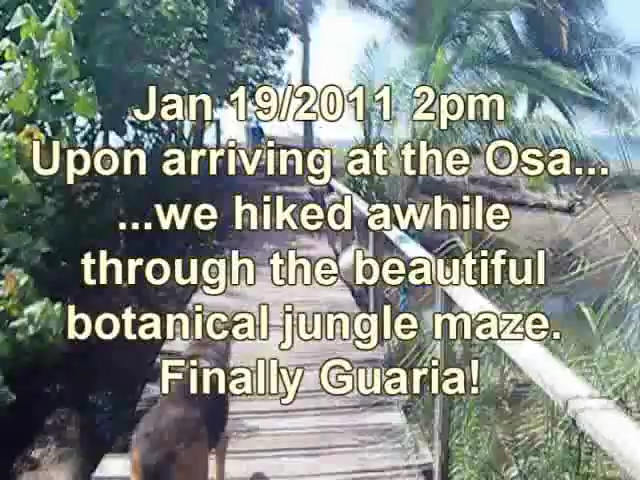 Jan 19/2011 2pm
Upon arriving at the Osa...
...we hiked awhile
through the beautiful
botanical jungle maze.
Finally Guaria!